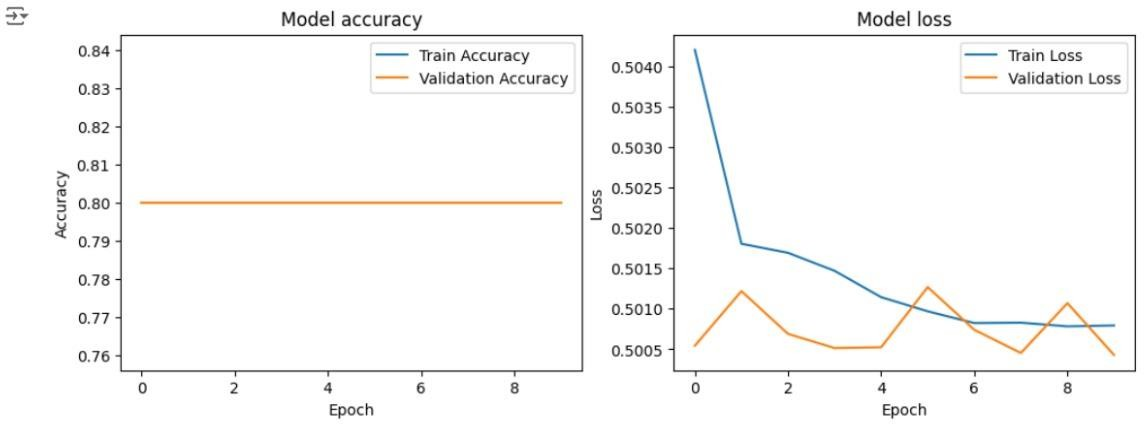 Model accuracy
Train Accuracy
Validation Accuracy
0.84
0.83
0.82
0.81
0.80
0.79
0.78
0.77
0.76
Accuracy
0 2 4 6 8
Epoch
Model loss
Train Loss
Validation Loss
0.5040
0.5035
0.5030
0.5025
0.5020
0.5015
0.5010
0.5005
Loss
0 2 4 6 8
Epoch